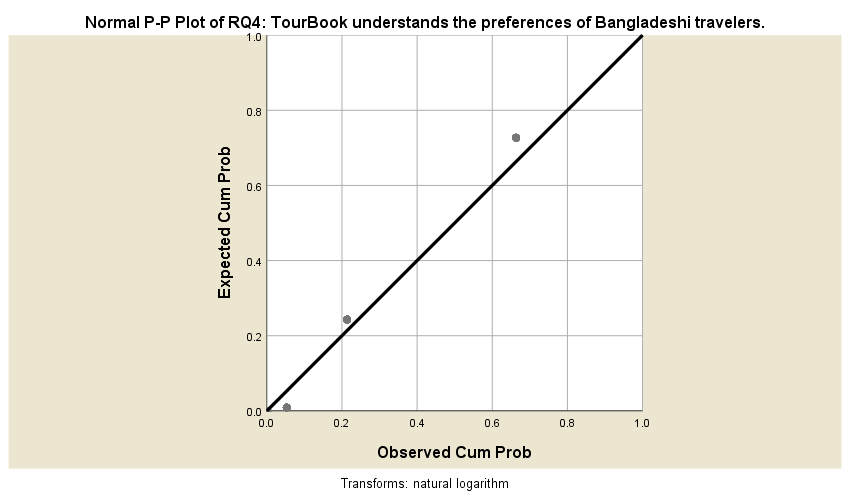 Normal P-P Plot of RQ4: TourBook understands the preferences of Bangladeshi travelers.
1.0
0.8
0.6
0.4
0.2
0.0
Expected Cum Prob
0.0 0.2 0.4 0.6 0.8 1.0
Observed Cum Prob
Transforms: natural logarithm